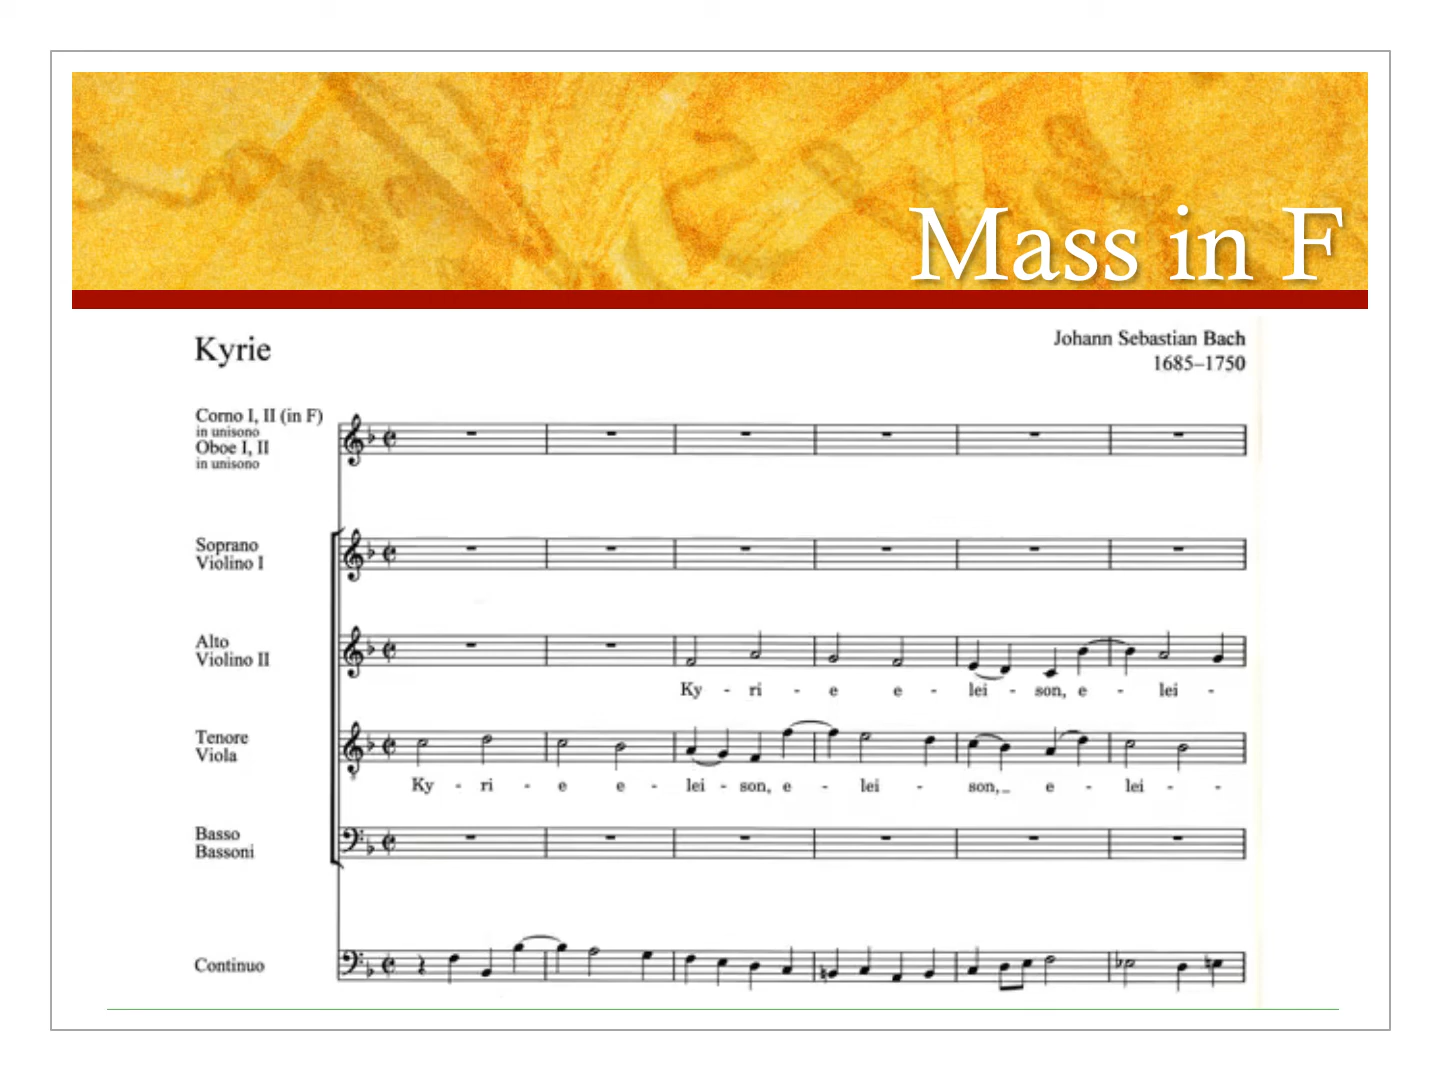 Mass in F
Kyrie
Johann Sebastian Bach
1685–1750
Corno I, II (in F)
in unisono
Oboe I, II
in unisono
Soprano
Violino I
Alto
Violino II
Ky - ri - e e - lei - son, e - lei -
Tenore
Viola
Ky - ri - e e - lei - son, e - lei - son,_ e - lei - -
Basso
Bassoni
Continuo